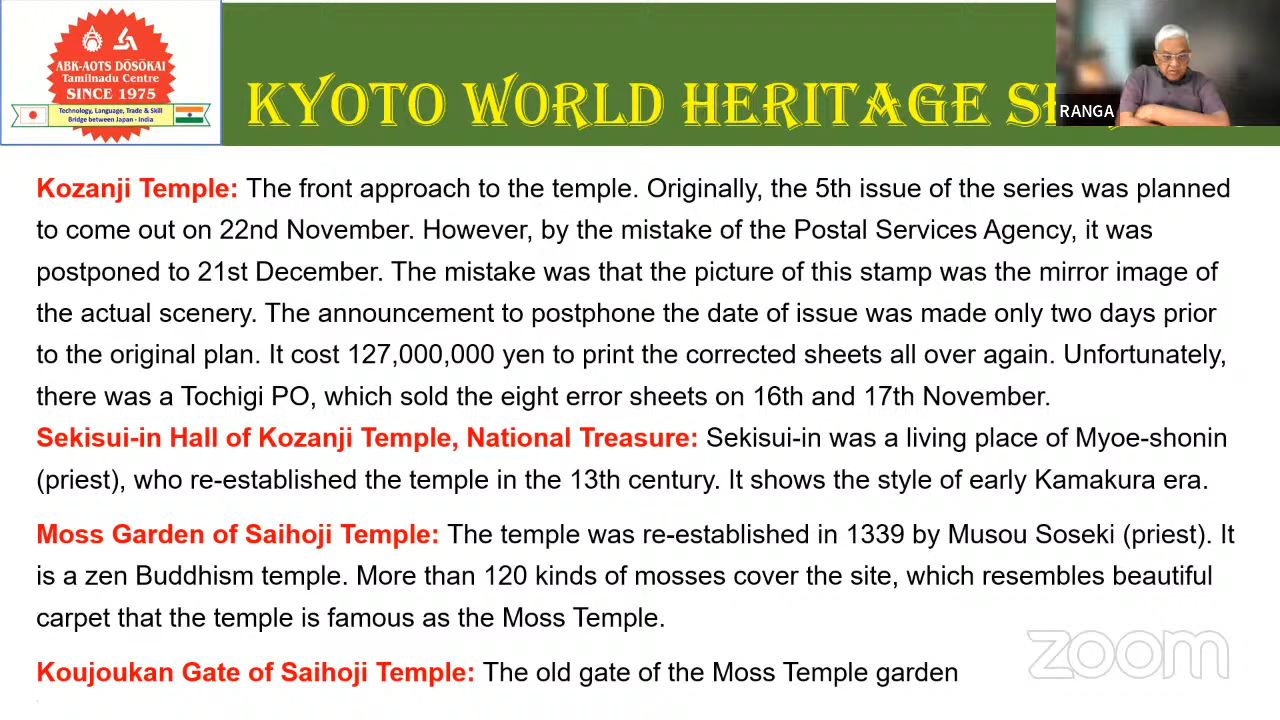 ABK-AOTS DŌSŌKAI
Tamilnadu Centre
SINCE 1975
Technology, Language, Trade & Skill
Bridge between Japan - India
KYOTO WORLD HERITAGE
RANGA
Kozanji Temple: The front approach to the temple. Originally, the 5th issue of the series was planned
to come out on 22nd November. However, by the mistake of the Postal Services Agency, it was
postponed to 21st December. The mistake was that the picture of this stamp was the mirror image of
the actual scenery. The announcement to postphone the date of issue was made only two days prior
to the original plan. It cost 127,000,000 yen to print the corrected sheets all over again. Unfortunately,
there was a Tochigi PO, which sold the eight error sheets on 16th and 17th November.
Sekisui-in Hall of Kozanji Temple, National Treasure: Sekisui-in was a living place of Myoe-shonin
(priest), who re-established the temple in the 13th century. It shows the style of early Kamakura era.
Moss Garden of Saihoji Temple: The temple was re-established in 1339 by Musou Soseki (priest). It
is a zen Buddhism temple. More than 120 kinds of mosses cover the site, which resembles beautiful
carpet that the temple is famous as the Moss Temple.
Koujoukan Gate of Saihoji Temple: The old gate of the Moss Temple garden
zoom